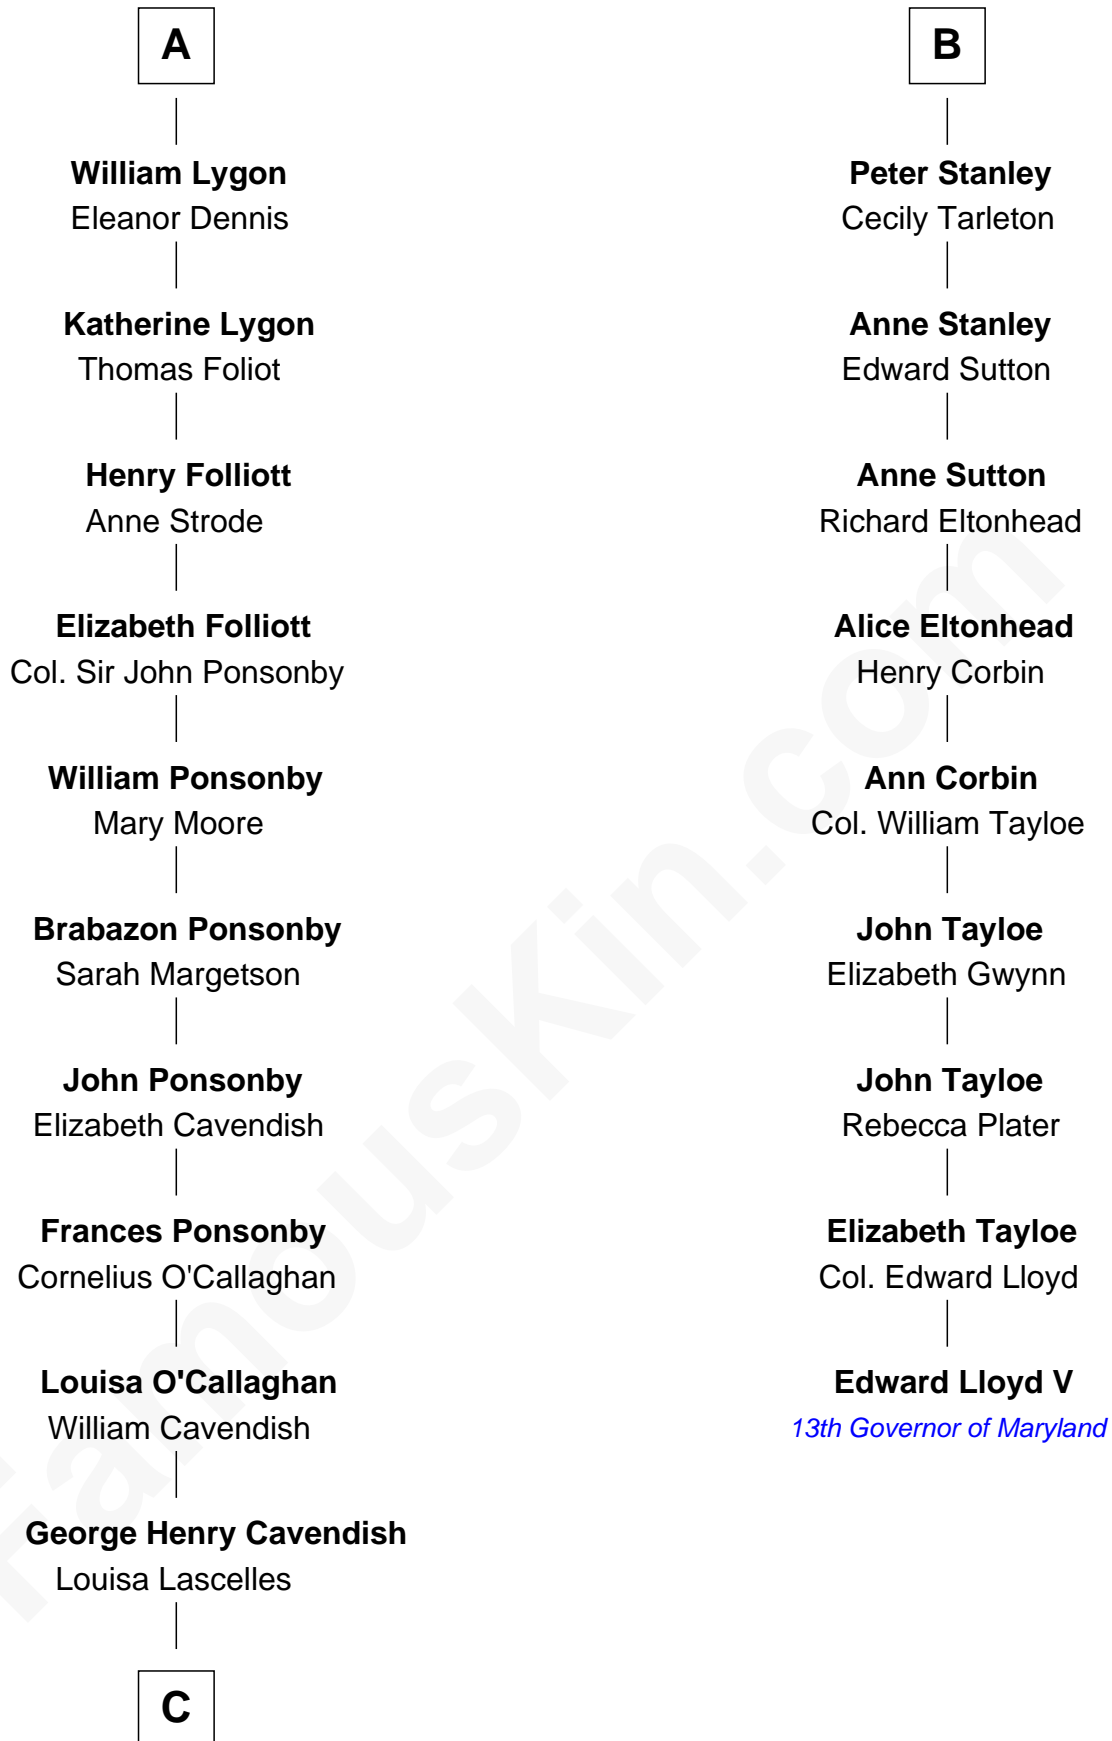 A
William Lygon
Eleanor Dennis
Katherine Lygon
Thomas Foliot
Henry Folliott
Anne Strode
Elizabeth Folliott
Col. Sir John Ponsonby
William Ponsonby
Mary Moore
Brabazon Ponsonby
Sarah Margetson
John Ponsonby
Elizabeth Cavendish
Frances Ponsonby
Cornelius O'Callaghan
Louisa O'Callaghan
William Cavendish
George Henry Cavendish
Louisa Lascelles
C
B
Peter Stanley
Cecily Tarleton
Anne Stanley
Edward Sutton
Anne Sutton
Richard Eltonhead
Alice Eltonhead
Henry Corbin
Ann Corbin
Col. William Tayloe
John Tayloe
Elizabeth Gwynn
John Tayloe
Rebecca Plater
Elizabeth Tayloe
Col. Edward Lloyd
Edward Lloyd V
13th Governor of Maryland
FamousKin.com